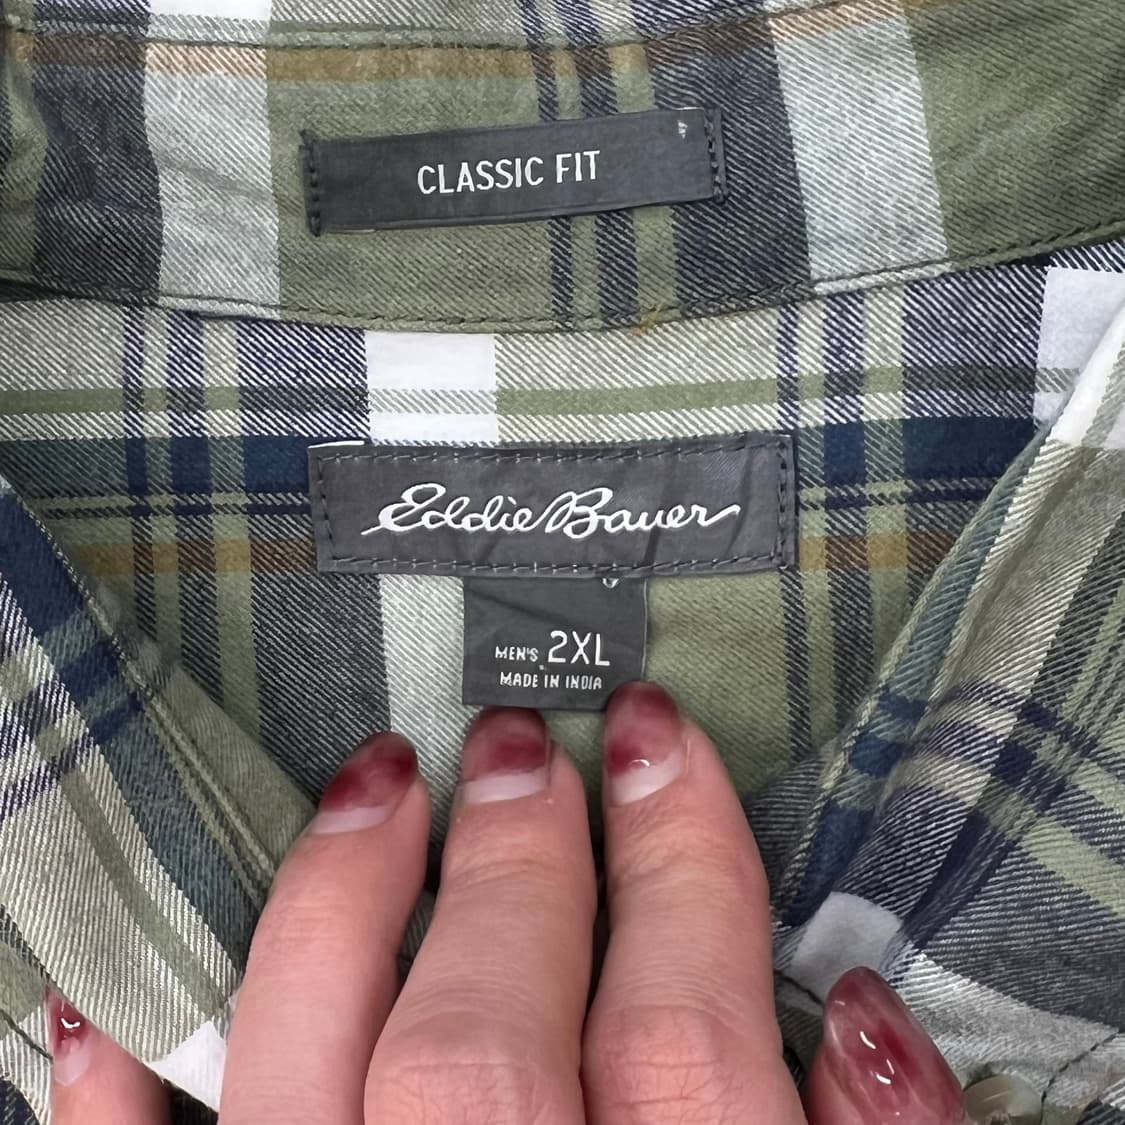 CLASSIC FIT
Eddie Bauer
MEN'S 2XL
MADE IN INDIA